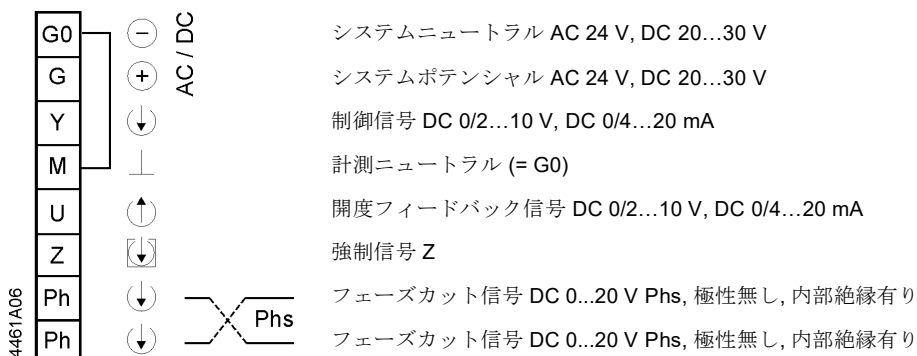 G0 − AC / DC システムニュートラル AC 24 V, DC 20…30 V
G + システムポテンシャル AC 24 V, DC 20…30 V
Y 制御信号 DC 0/2…10 V, DC 0/4…20 mA
M 計測ニュートラル (= G0)
U 開度フィードバック信号 DC 0/2…10 V, DC 0/4…20 mA
Z 強制信号 Z
Ph フェーズカット信号 DC 0...20 V Phs, 極性無し, 内部絶縁有り
Phs
Ph フェーズカット信号 DC 0...20 V Phs, 極性無し, 内部絶縁有り
4461A06